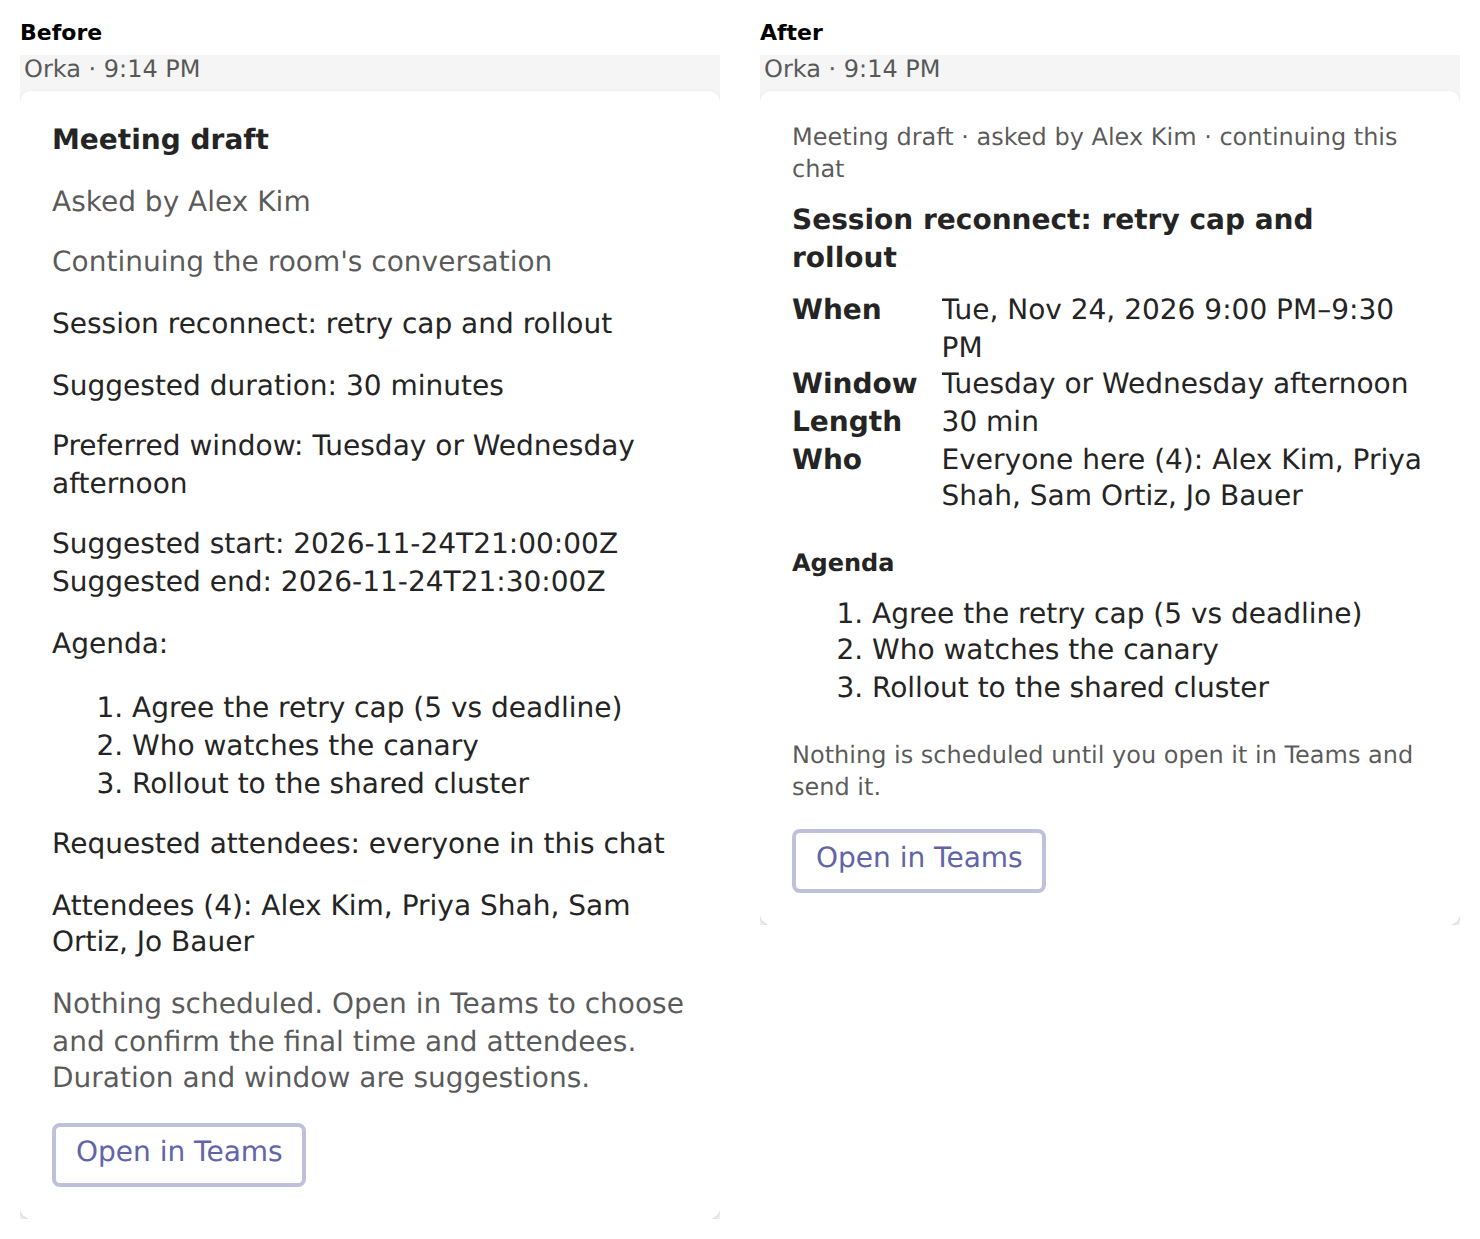 Before
Orka · 9:14 PM
Meeting draft
Asked by Alex Kim
Continuing the room's conversation
Session reconnect: retry cap and rollout
Suggested duration: 30 minutes
Preferred window: Tuesday or Wednesday
afternoon
Suggested start: 2026-11-24T21:00:00Z
Suggested end: 2026-11-24T21:30:00Z
Agenda:
1. Agree the retry cap (5 vs deadline)
2. Who watches the canary
3. Rollout to the shared cluster
Requested attendees: everyone in this chat
Attendees (4): Alex Kim, Priya Shah, Sam
Ortiz, Jo Bauer
Nothing scheduled. Open in Teams to choose
and confirm the final time and attendees.
Duration and window are suggestions.
Open in Teams
After
Orka · 9:14 PM
Meeting draft · asked by Alex Kim · continuing this
chat
Session reconnect: retry cap and
rollout
When Tue, Nov 24, 2026 9:00 PM–9:30
PM
Window Tuesday or Wednesday afternoon
Length 30 min
Who Everyone here (4): Alex Kim, Priya
Shah, Sam Ortiz, Jo Bauer
Agenda
1. Agree the retry cap (5 vs deadline)
2. Who watches the canary
3. Rollout to the shared cluster
Nothing is scheduled until you open it in Teams and
send it.
Open in Teams